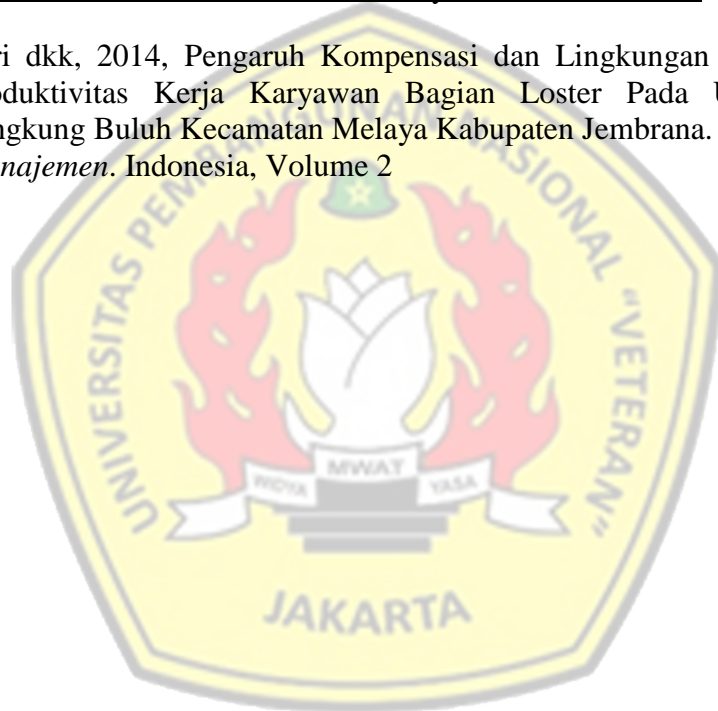 ri dkk, 2014, Pengaruh Kompensasi dan Lingkungan
oduktivitas Kerja Karyawan Bagian Loster Pada U
ngkung Buluh Kecamatan Melaya Kabupaten Jembrana.
najemen. Indonesia, Volume 2
UNIVERSITAS PEMBANGUNAN NASIONAL "VETERAN"
WIDYA MWAT YASA
JAKARTA